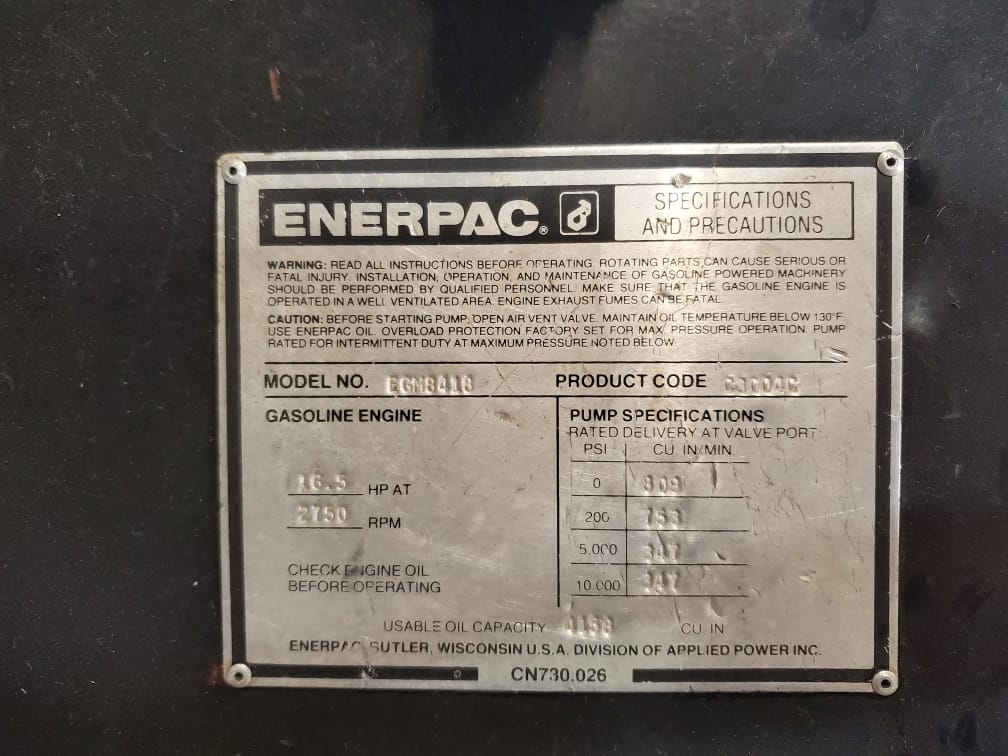 ENERPAC®
SPECIFICATIONS
AND PRECAUTIONS
WARNING: READ ALL INSTRUCTIONS BEFORE OPERATING. ROTATING PARTS CAN CAUSE SERIOUS OR
FATAL INJURY. INSTALLATION, OPERATION, AND MAINTENANCE OF GASOLINE POWERED MACHINERY
SHOULD BE PERFORMED BY QUALIFIED PERSONNEL. MAKE SURE THAT THE GASOLINE ENGINE IS
OPERATED IN A WELL VENTILATED AREA. ENGINE EXHAUST FUMES CAN BE FATAL.
CAUTION: BEFORE STARTING PUMP, OPEN AIR VENT VALVE. MAINTAIN OIL TEMPERATURE BELOW 130°F.
USE ENERPAC OIL. OVERLOAD PROTECTION FACTORY SET FOR MAX. PRESSURE OPERATION. PUMP
RATED FOR INTERMITTENT DUTY AT MAXIMUM PRESSURE NOTED BELOW.
MODEL NO. EGM8418 PRODUCT CODE
GASOLINE ENGINE
16.5 HP AT
2750 RPM
CHECK ENGINE OIL
BEFORE OPERATING
PUMP SPECIFICATIONS
RATED DELIVERY AT VALVE PORT
PSI CU IN/MIN
0 809
200 753
5,000 347
10,000 347
USABLE OIL CAPACITY 4158 CU IN
ENERPAC BUTLER, WISCONSIN U.S.A. DIVISION OF APPLIED POWER INC.
CN730.026